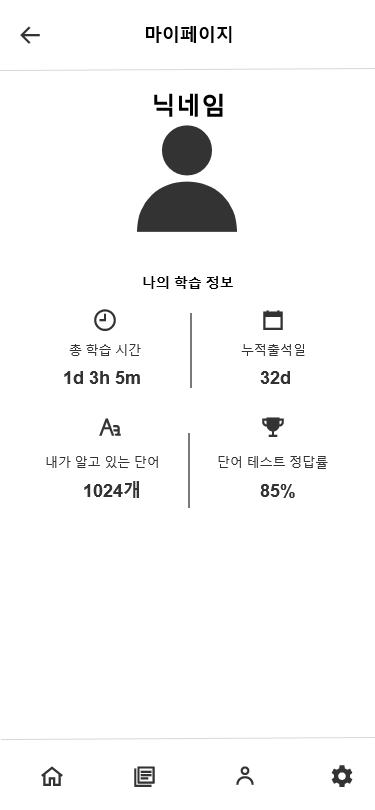 마이페이지
닉네임
나의 학습 정보
총 학습 시간
1d 3h 5m
누적출석일
32d
내가 알고 있는 단어
1024개
단어 테스트 정답률
85%